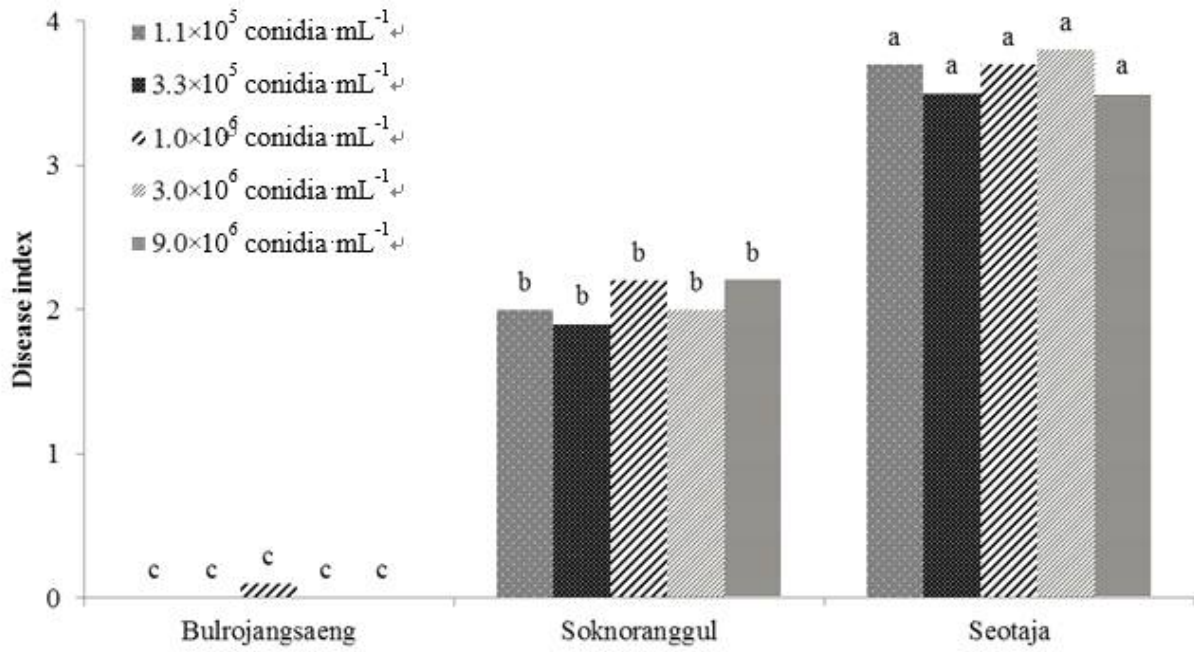 4
1.1×10⁵ conidia·mL⁻¹↵
3.3×10⁵ conidia·mL⁻¹↵
1.0×10⁶ conidia·mL⁻¹↵
3.0×10⁶ conidia·mL⁻¹↵
9.0×10⁶ conidia·mL⁻¹↵
3
2
1
0
Disease index
c c c c c
b b b b b
a a a a a
Bulrojangsaeng Soknoranggul Seotaja